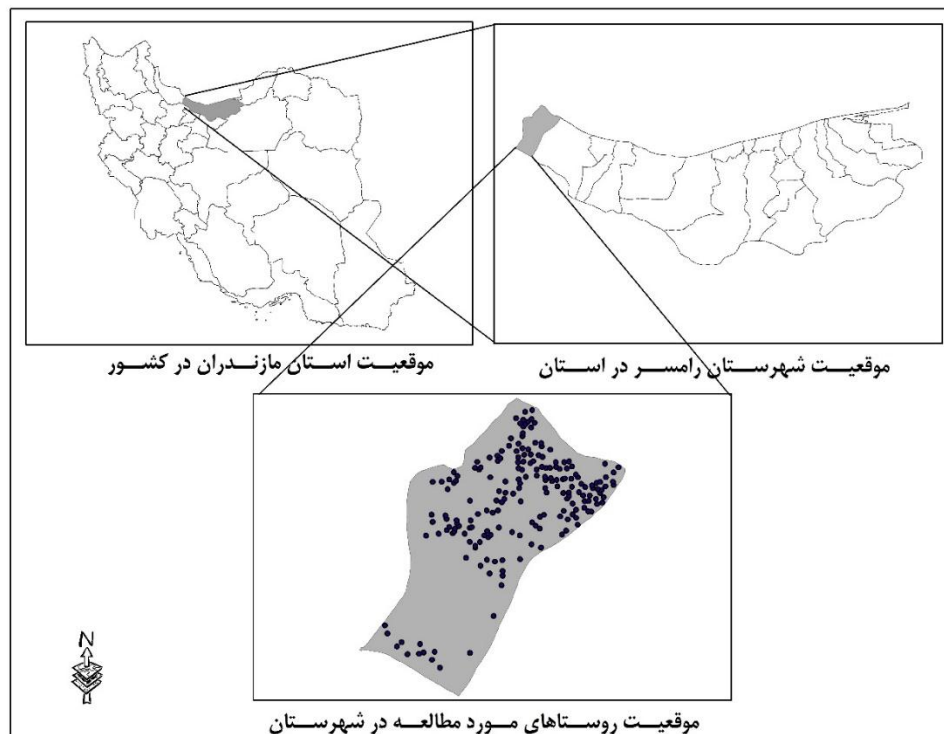 موقعیت استان مازندران در کشور
موقعیت شهرستان رامسر در استان
N
موقعیت روستاهای مورد مطالعه در شهرستان